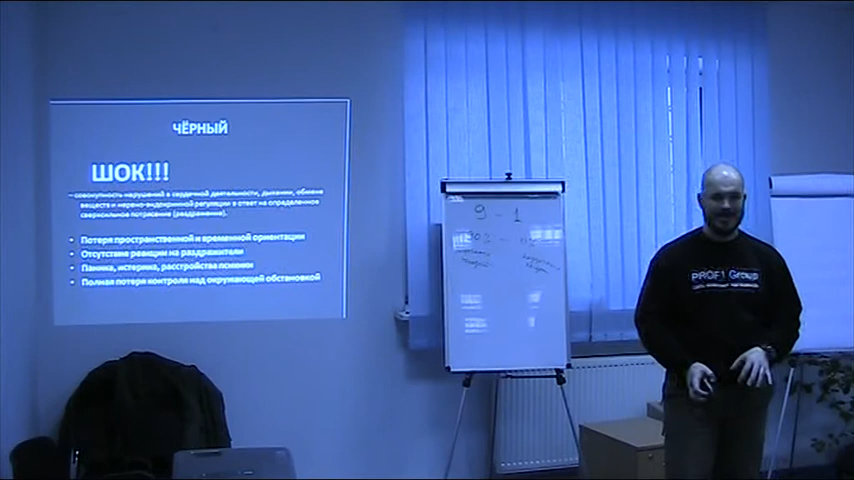 ЧЁРНЫЙ
ШОК!!!
– совокупность нарушений в сердечной деятельности, дыхании, обмене
веществ и нервно-эндокринной регуляции в ответ на определенное
сверхсильное потрясение (раздражение).
• Потеря пространственной и временной ориентации
• Отсутствие реакции на раздражители
• Паника, истерика, расстройства психики
• Полная потеря контроля над окружающей обстановкой
9 - 1
PROFI Group